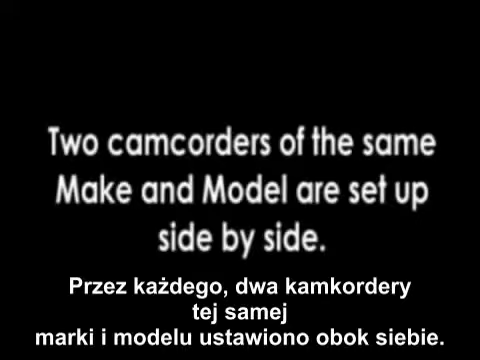 Two camcorders of the same
Make and Model are set up
side by side.
Przez każdego, dwa kamkordery
tej samej
marki i modelu ustawiono obok siebie.